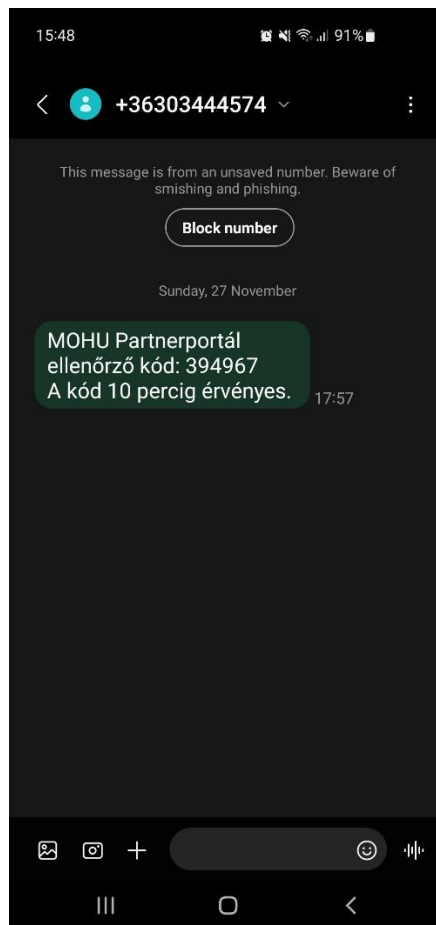 15:48 91%
+36303444574
This message is from an unsaved number. Beware of
smishing and phishing.
Block number
Sunday, 27 November
MOHU Partnerportál
ellenőrző kód: 394967
A kód 10 percig érvényes.
17:57